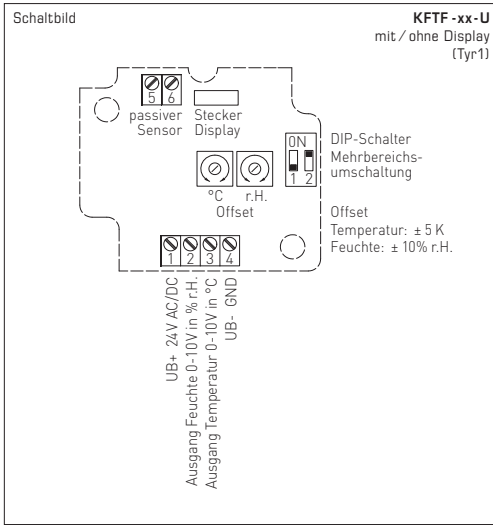 Schaltbild
KFTF - xx - U
mit / ohne Display
(Tyr1)
5 6
passiver
Sensor
Stecker
Display
ON
1 2
DIP-Schalter
Mehrbereichs-
umschaltung
°C
r.H.
Offset
Offset
Temperatur: ± 5 K
Feuchte: ± 10% r.H.
1 2 3 4
UB+ 24V AC/DC
Ausgang Feuchte 0-10V in % r.H.
Ausgang Temperatur 0-10V in °C
UB- GND